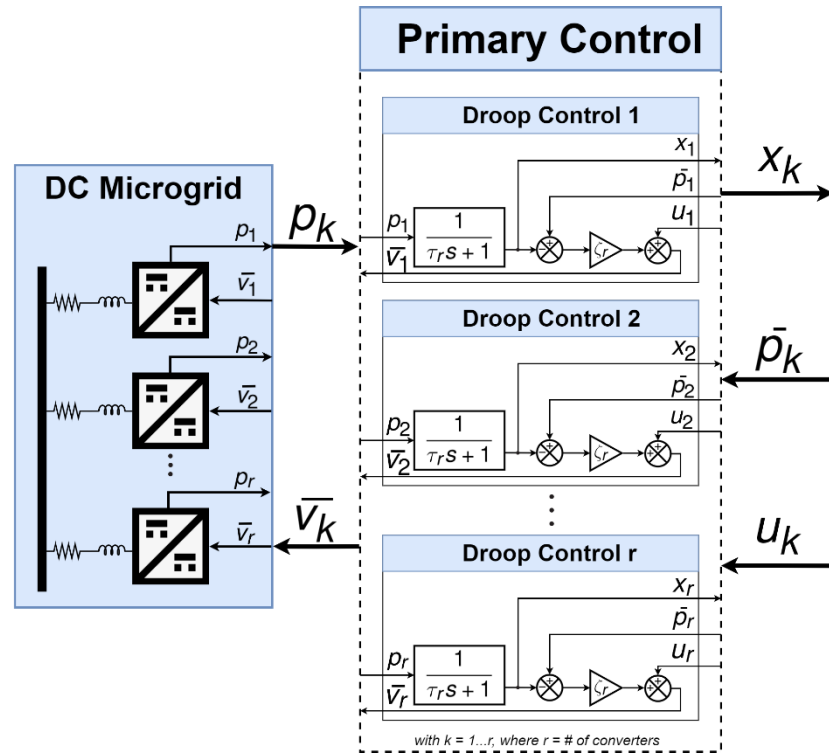 Primary Control
Droop Control 1
x₁
p̄₁
u₁
p₁
1
τᵣs + 1
v̄₁
− +
ζᵣ
+ +
xₖ
DC Microgrid
p₁
v̄₁
p₂
v̄₂
⋮
pᵣ
v̄ᵣ
pₖ
v̄ₖ
Droop Control 2
x₂
p̄₂
u₂
p₂
1
τᵣs + 1
v̄₂
− +
ζᵣ
+ +
p̄ₖ
⋮
Droop Control r
xᵣ
p̄ᵣ
uᵣ
pᵣ
1
τᵣs + 1
v̄ᵣ
− +
ζᵣ
+ +
uₖ
with k = 1...r, where r = # of converters